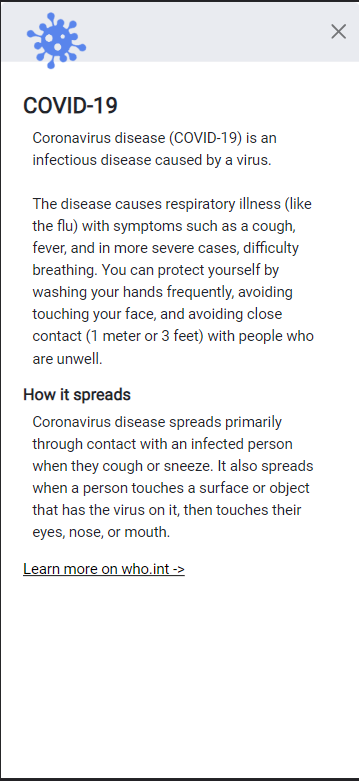 COVID-19
Coronavirus disease (COVID-19) is an
infectious disease caused by a virus.
The disease causes respiratory illness (like
the flu) with symptoms such as a cough,
fever, and in more severe cases, difficulty
breathing. You can protect yourself by
washing your hands frequently, avoiding
touching your face, and avoiding close
contact (1 meter or 3 feet) with people who
are unwell.
How it spreads
Coronavirus disease spreads primarily
through contact with an infected person
when they cough or sneeze. It also spreads
when a person touches a surface or object
that has the virus on it, then touches their
eyes, nose, or mouth.
Learn more on who.int ->